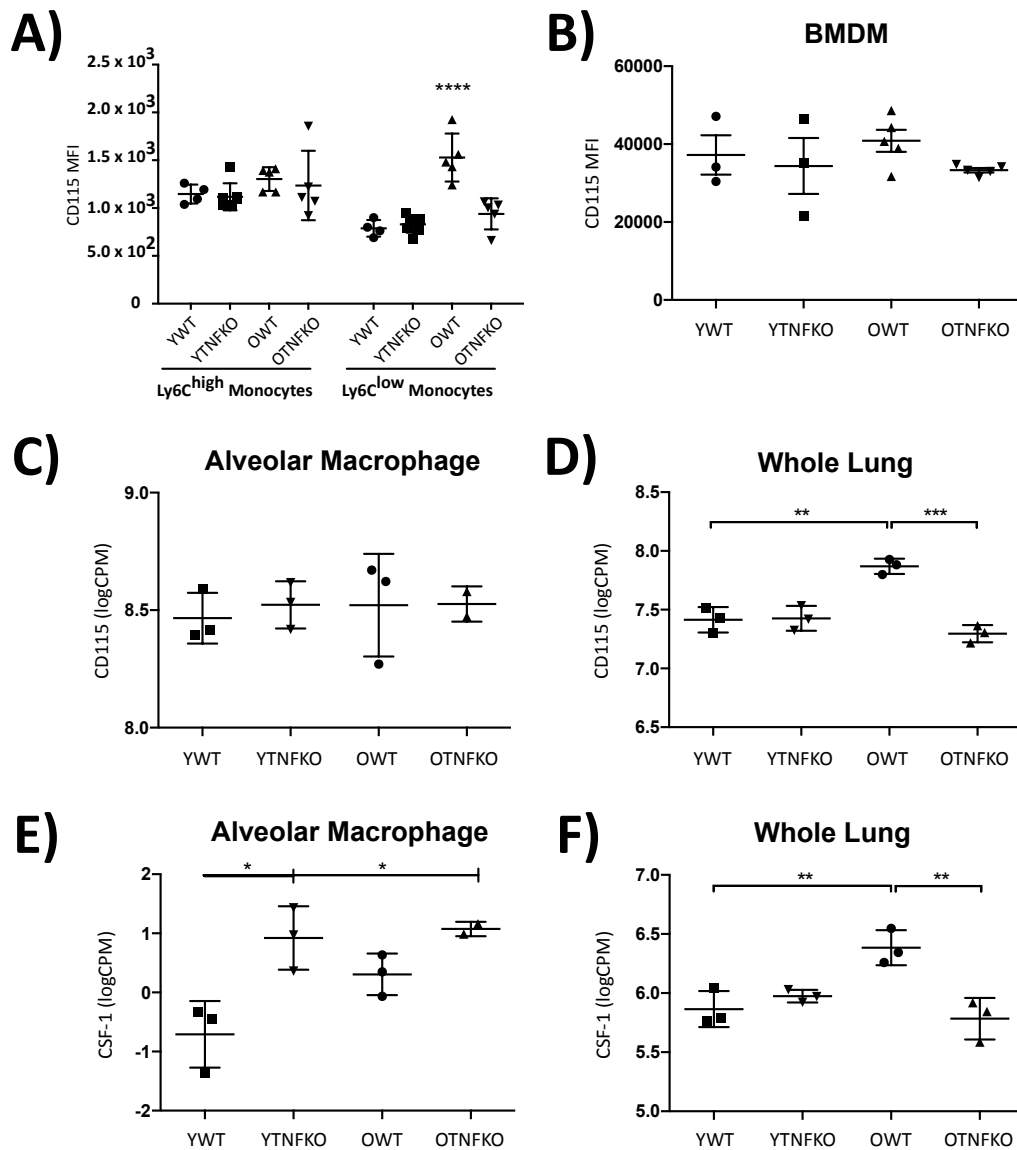 A)
CD115 MFI
2.5 x 10³
2.0 x 10³
1.5 x 10³
1.0 x 10³
5.0 x 10²
0
****
YWT
YTNFKO
OWT
OTNFKO
YWT
YTNFKO
OWT
OTNFKO
Ly6Chigh Monocytes
Ly6Clow Monocytes
B)
BMDM
CD115 MFI
60000
40000
20000
0
YWT YTNFKO OWT OTNFKO
C)
Alveolar Macrophage
CD115 (logCPM)
9.0
8.5
8.0
YWT YTNFKO OWT OTNFKO
D)
Whole Lung
CD115 (logCPM)
8.5
8.0
7.5
7.0
6.5
** ***
YWT YTNFKO OWT OTNFKO
E)
Alveolar Macrophage
CSF-1 (logCPM)
2
1
0
-1
-2
* *
YWT YTNFKO OWT OTNFKO
F)
Whole Lung
CSF-1 (logCPM)
7.0
6.5
6.0
5.5
5.0
** **
YWT YTNFKO OWT OTNFKO